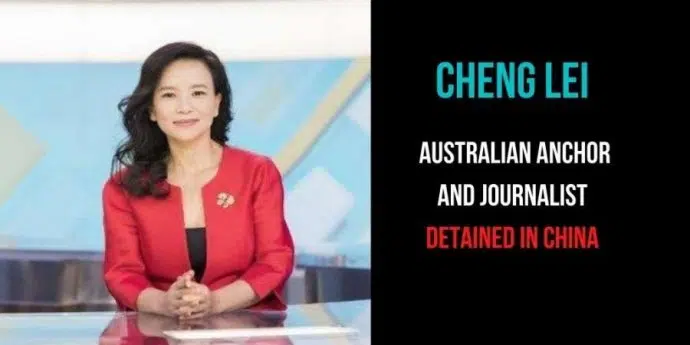 CHENG LEI
AUSTRALIAN ANCHOR
AND JOURNALIST
DETAINED IN CHINA